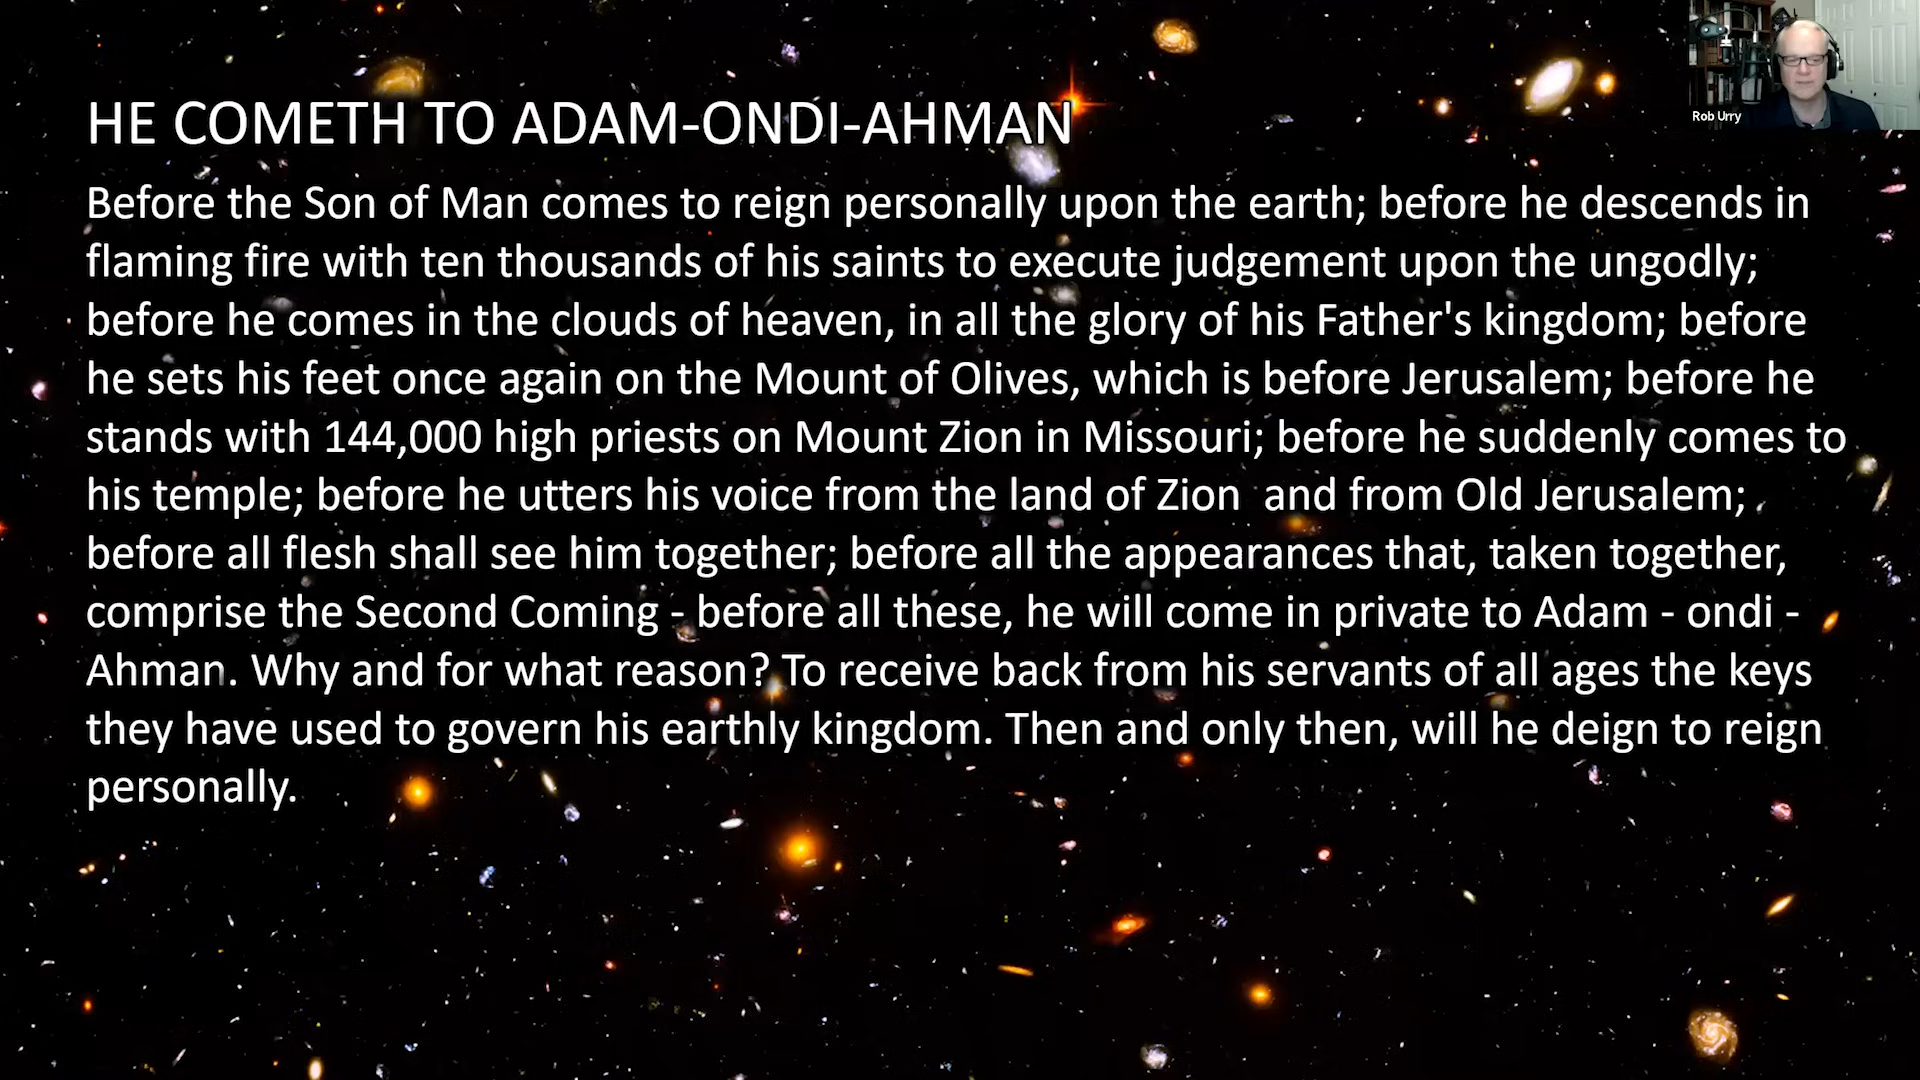 Rob Urry
HE COMETH TO ADAM-ONDI-AHMAN
Before the Son of Man comes to reign personally upon the earth; before he descends in
flaming fire with ten thousands of his saints to execute judgement upon the ungodly;
before he comes in the clouds of heaven, in all the glory of his Father's kingdom; before
he sets his feet once again on the Mount of Olives, which is before Jerusalem; before he
stands with 144,000 high priests on Mount Zion in Missouri; before he suddenly comes to
his temple; before he utters his voice from the land of Zion  and from Old Jerusalem;
before all flesh shall see him together; before all the appearances that, taken together,
comprise the Second Coming - before all these, he will come in private to Adam - ondi -
Ahman. Why and for what reason? To receive back from his servants of all ages the keys
they have used to govern his earthly kingdom. Then and only then, will he deign to reign
personally.